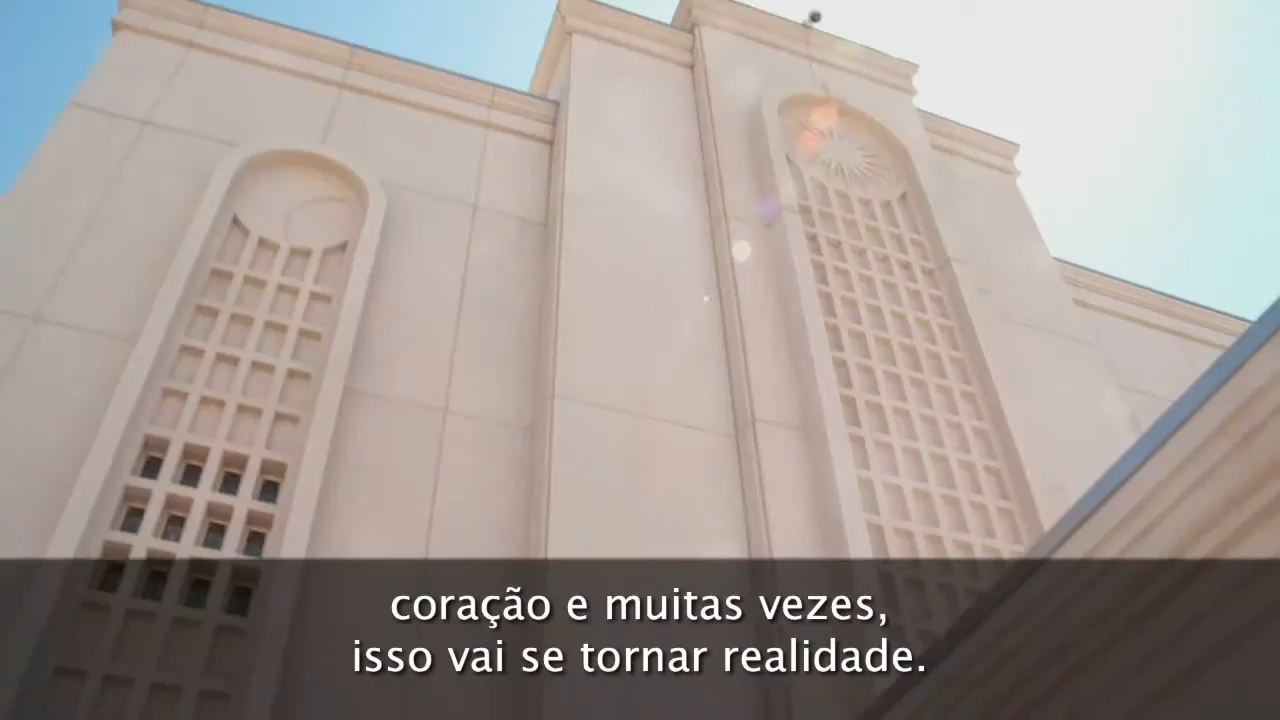 coração e muitas vezes,
isso vai se tornar realidade.